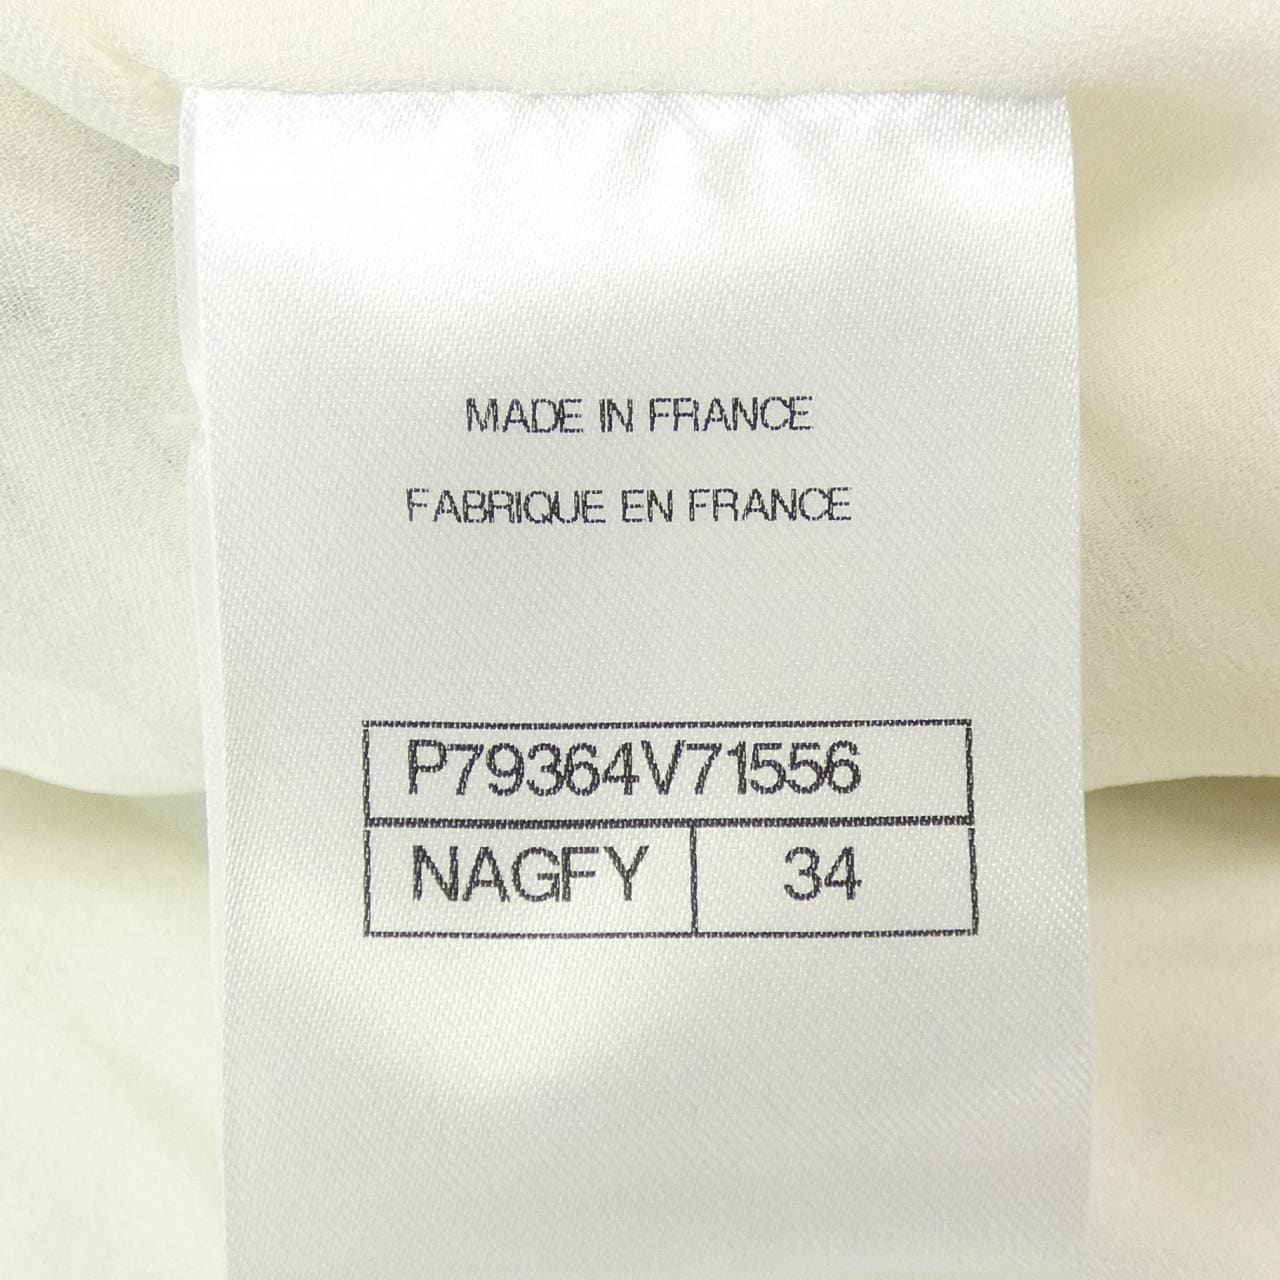 MADE IN FRANCE
FABRIQUE EN FRANCE
P79364V71556
NAGFY 34